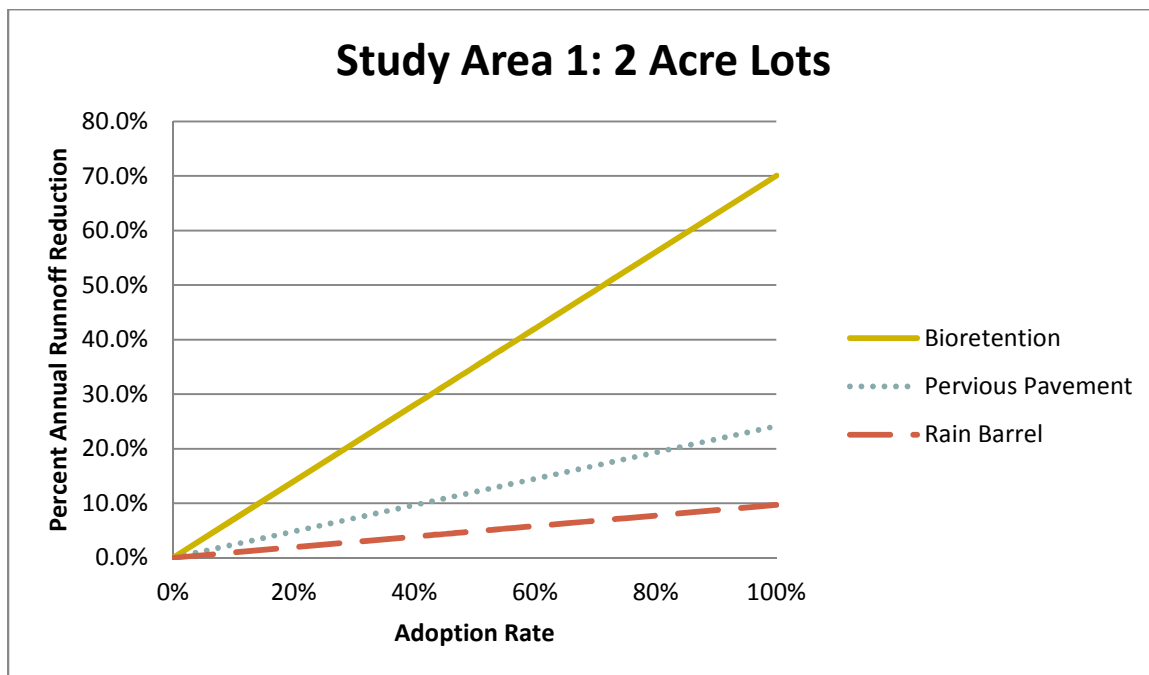 Study Area 1: 2 Acre Lots
Percent Annual Runnoff Reduction
80.0%
70.0%
60.0%
50.0%
40.0%
30.0%
20.0%
10.0%
0.0%
0% 20% 40% 60% 80% 100%
Adoption Rate
Bioretention
Pervious Pavement
Rain Barrel